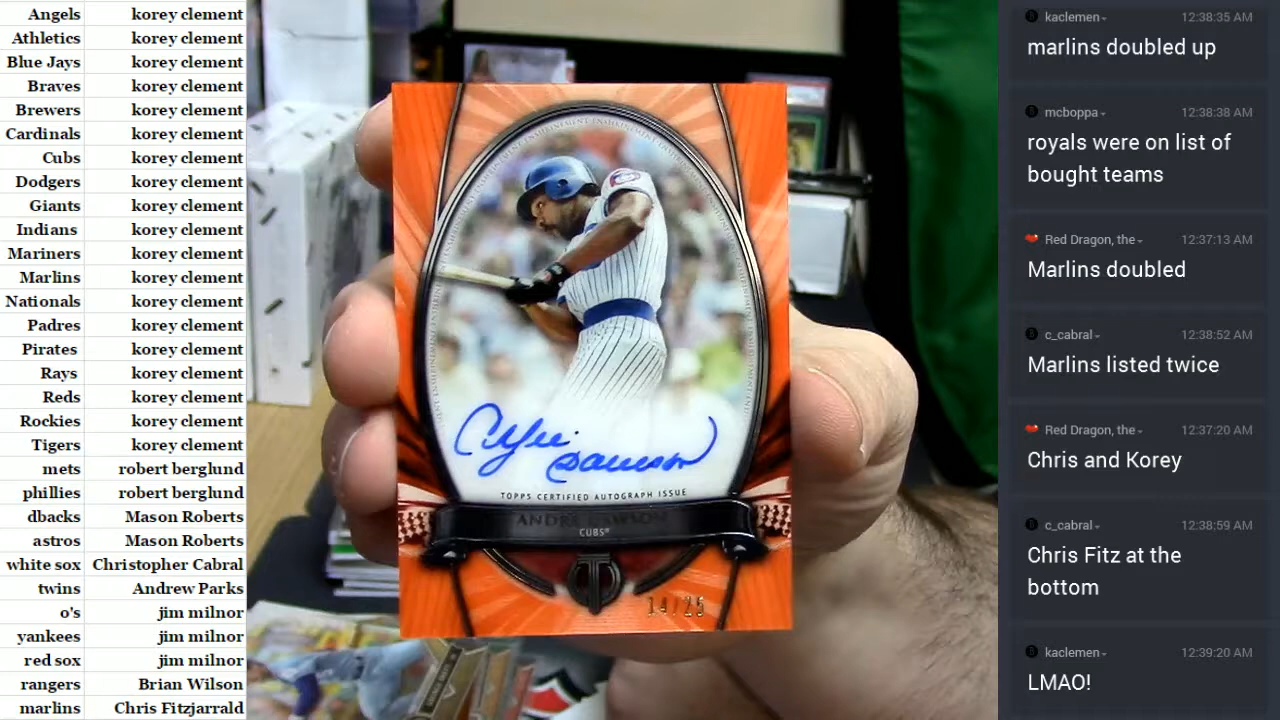 Angels korey clement
Athletics korey clement
Blue Jays korey clement
Braves korey clement
Brewers korey clement
Cardinals korey clement
Cubs korey clement
Dodgers korey clement
Giants korey clement
Indians korey clement
Mariners korey clement
Marlins korey clement
Nationals korey clement
Padres korey clement
Pirates korey clement
Rays korey clement
Reds korey clement
Rockies korey clement
Tigers korey clement
mets robert berglund
phillies robert berglund
dbacks Mason Roberts
astros Mason Roberts
white sox Christopher Cabral
twins Andrew Parks
o's jim milnor
yankees jim milnor
red sox jim milnor
rangers Brian Wilson
marlins Chris Fitzjarrald
Andre Dawson
TOPPS CERTIFIED AUTOGRAPH ISSUE
ANDRE DAWSON
CUBS®
14/25
kaclemen 12:38:35 AM
marlins doubled up
mcboppa 12:38:38 AM
royals were on list of
bought teams
Red Dragon, the 12:37:13 AM
Marlins doubled
c_cabral 12:38:52 AM
Marlins listed twice
Red Dragon, the 12:37:20 AM
Chris and Korey
c_cabral 12:38:59 AM
Chris Fitz at the
bottom
kaclemen 12:39:20 AM
LMAO!